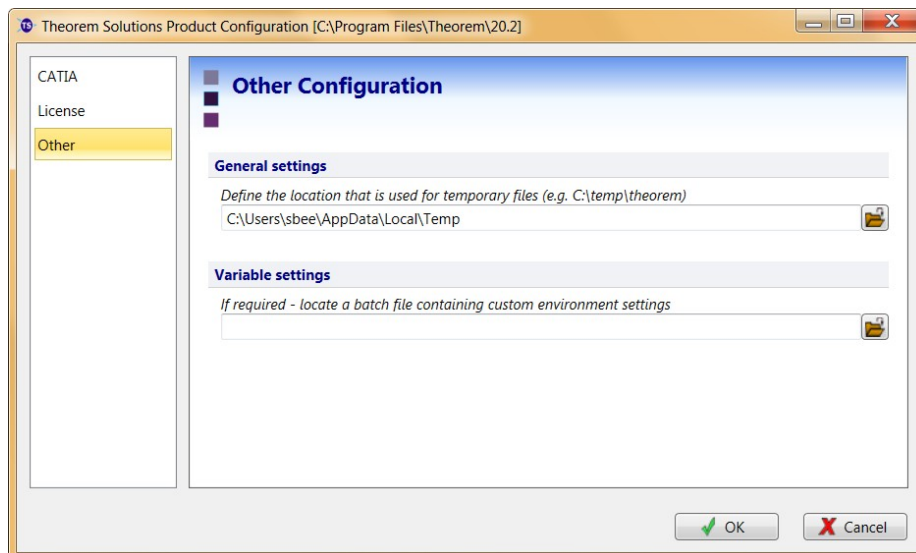 TS Theorem Solutions Product Configuration [C:\Program Files\Theorem\20.2]
CATIA
License
Other
Other Configuration
General settings
Define the location that is used for temporary files (e.g. C:\temp\theorem)
C:\Users\sbee\AppData\Local\Temp
Variable settings
If required - locate a batch file containing custom environment settings
OK
Cancel